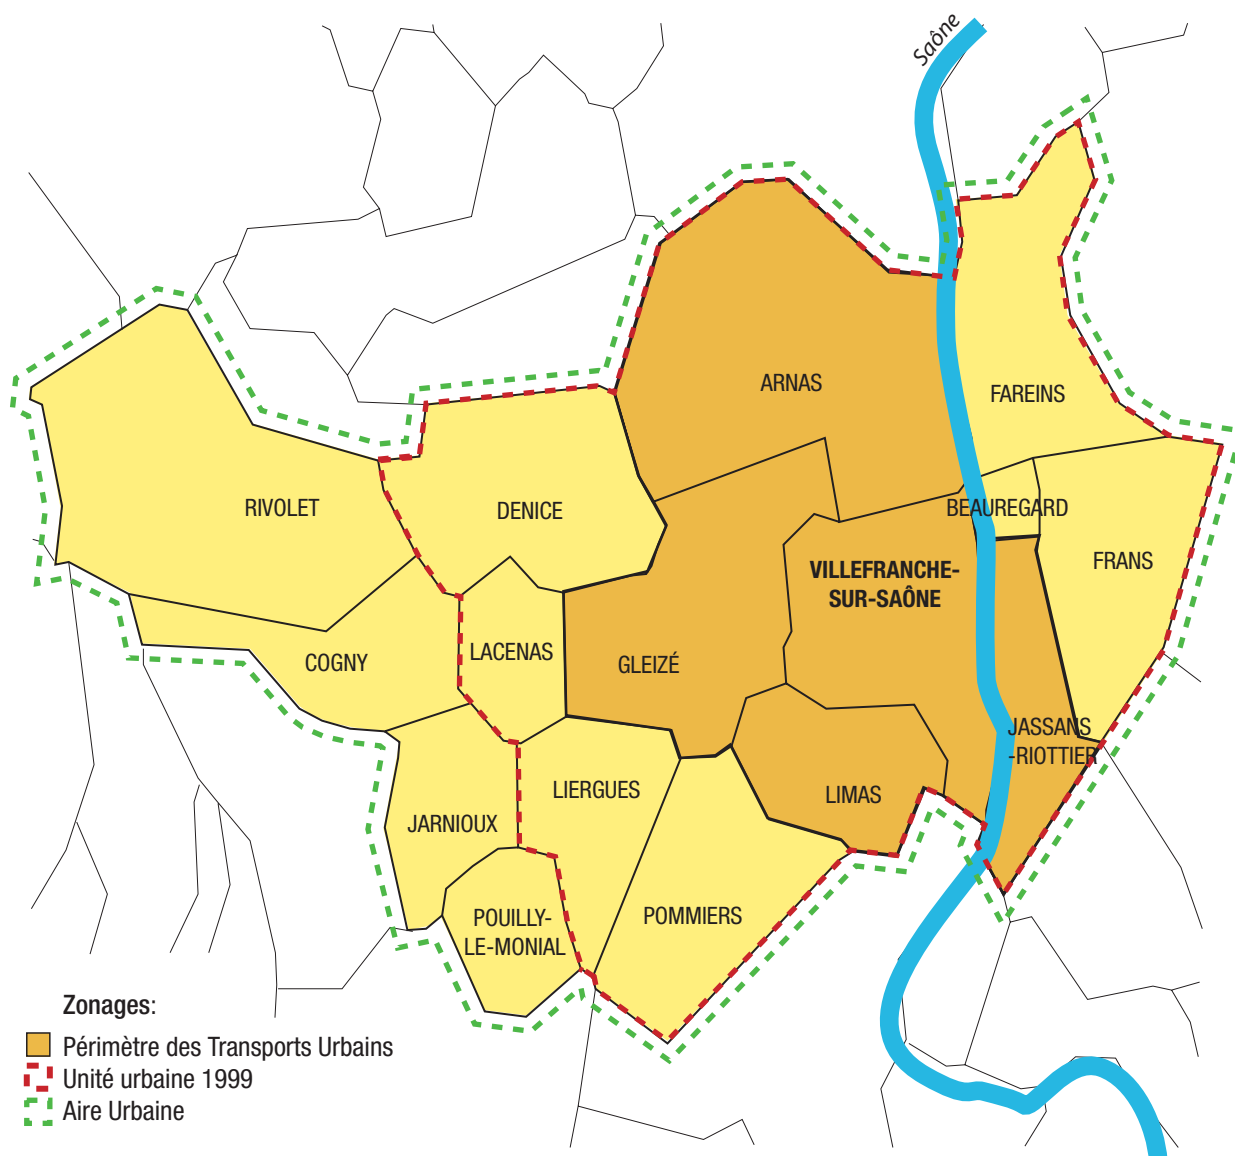 Saône
ARNAS
FAREINS
RIVOLET
DENICE
BEAUREGARD
FRANS
VILLEFRANCHE-
SUR-SAÔNE
LACENAS
COGNY
GLEIZÉ
JASSANS
-RIOTTIER
LIERGUES
LIMAS
JARNIOUX
POMMIERS
POUILLY-
LE-MONIAL
Zonages:
Périmètre des Transports Urbains
Unité urbaine 1999
Aire Urbaine